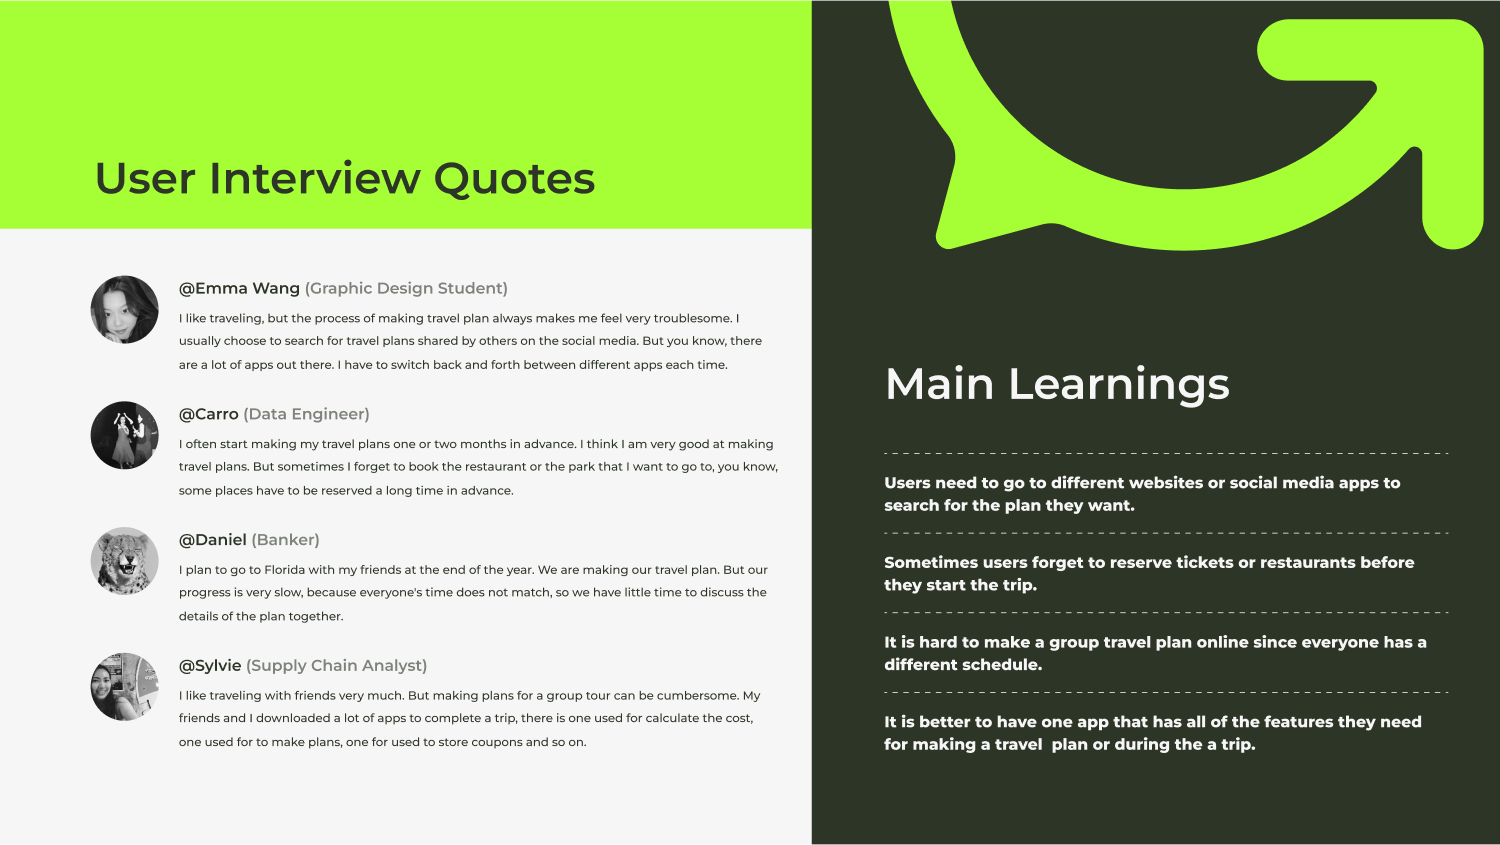 User Interview Quotes
@Emma Wang (Graphic Design Student)
I like traveling, but the process of making travel plan always makes me feel very troublesome. I
usually choose to search for travel plans shared by others on the social media. But you know, there
are a lot of apps out there. I have to switch back and forth between different apps each time.
@Carro (Data Engineer)
I often start making my travel plans one or two months in advance. I think I am very good at making
travel plans. But sometimes I forget to book the restaurant or the park that I want to go to, you know,
some places have to be reserved a long time in advance.
@Daniel (Banker)
I plan to go to Florida with my friends at the end of the year. We are making our travel plan. But our
progress is very slow, because everyone's time does not match, so we have little time to discuss the
details of the plan together.
@Sylvie (Supply Chain Analyst)
I like traveling with friends very much. But making plans for a group tour can be cumbersome. My
friends and I downloaded a lot of apps to complete a trip, there is one used for calculate the cost,
one used for to make plans, one for used to store coupons and so on.
Main Learnings
Users need to go to different websites or social media apps to
search for the plan they want.
Sometimes users forget to reserve tickets or restaurants before
they start the trip.
It is hard to make a group travel plan online since everyone has a
different schedule.
It is better to have one app that has all of the features they need
for making a travel  plan or during the a trip.